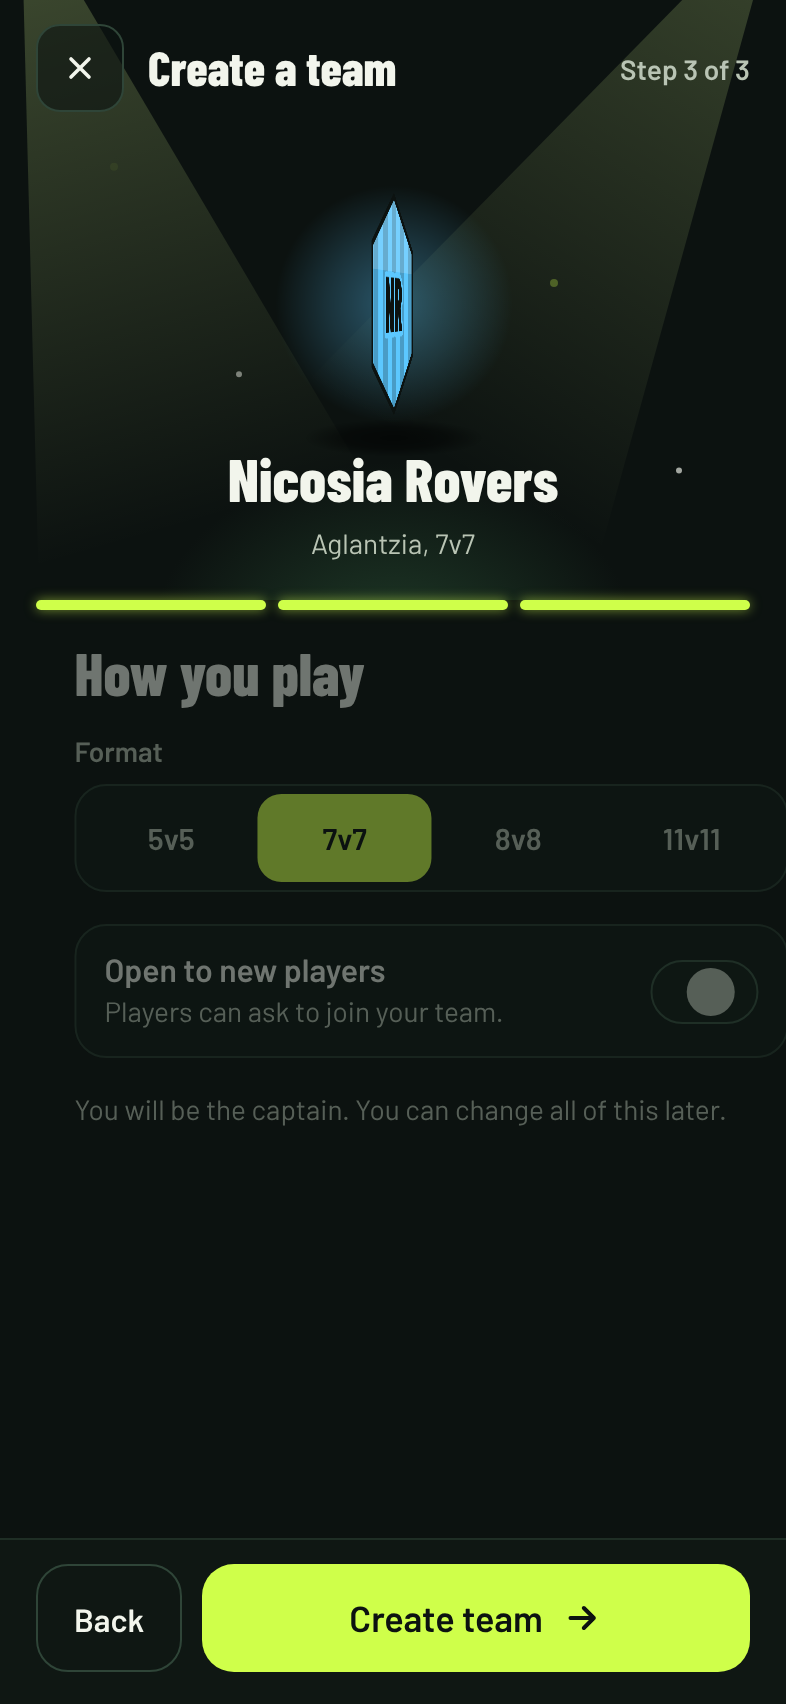 Create a team
Step 3 of 3
NR
Nicosia Rovers
Aglantzia, 7v7
How you play
Format
5v5
7v7
8v8
11v11
Open to new players
Players can ask to join your team.
You will be the captain. You can change all of this later.
Back
Create team